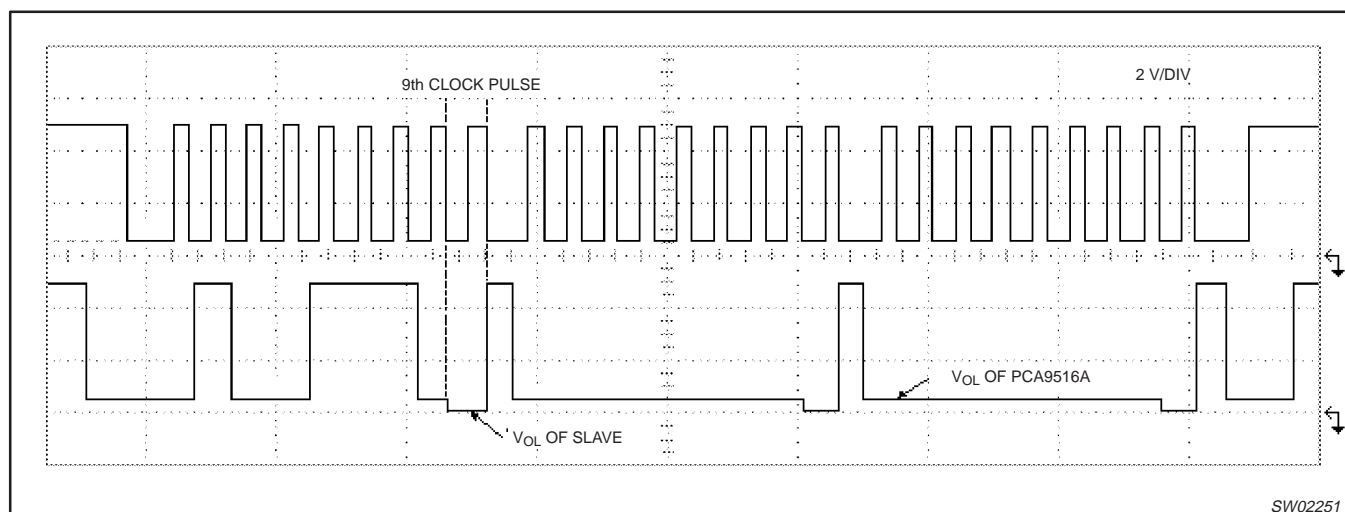 2 V/DIV
9th CLOCK PULSE
VOL OF PCA9516A
VOL OF SLAVE
SW02251